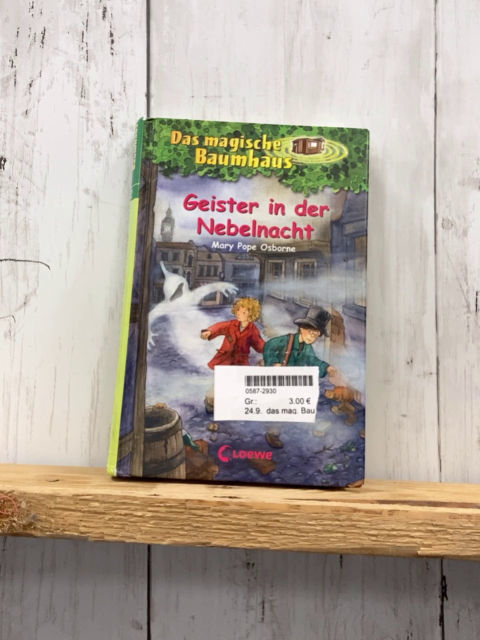 Das magische
Baumhaus
Geister in der
Nebelnacht
Mary Pope Osborne
0587-2930
Gr.: 3.00 €
24.9. das mag. Bau
Loewe